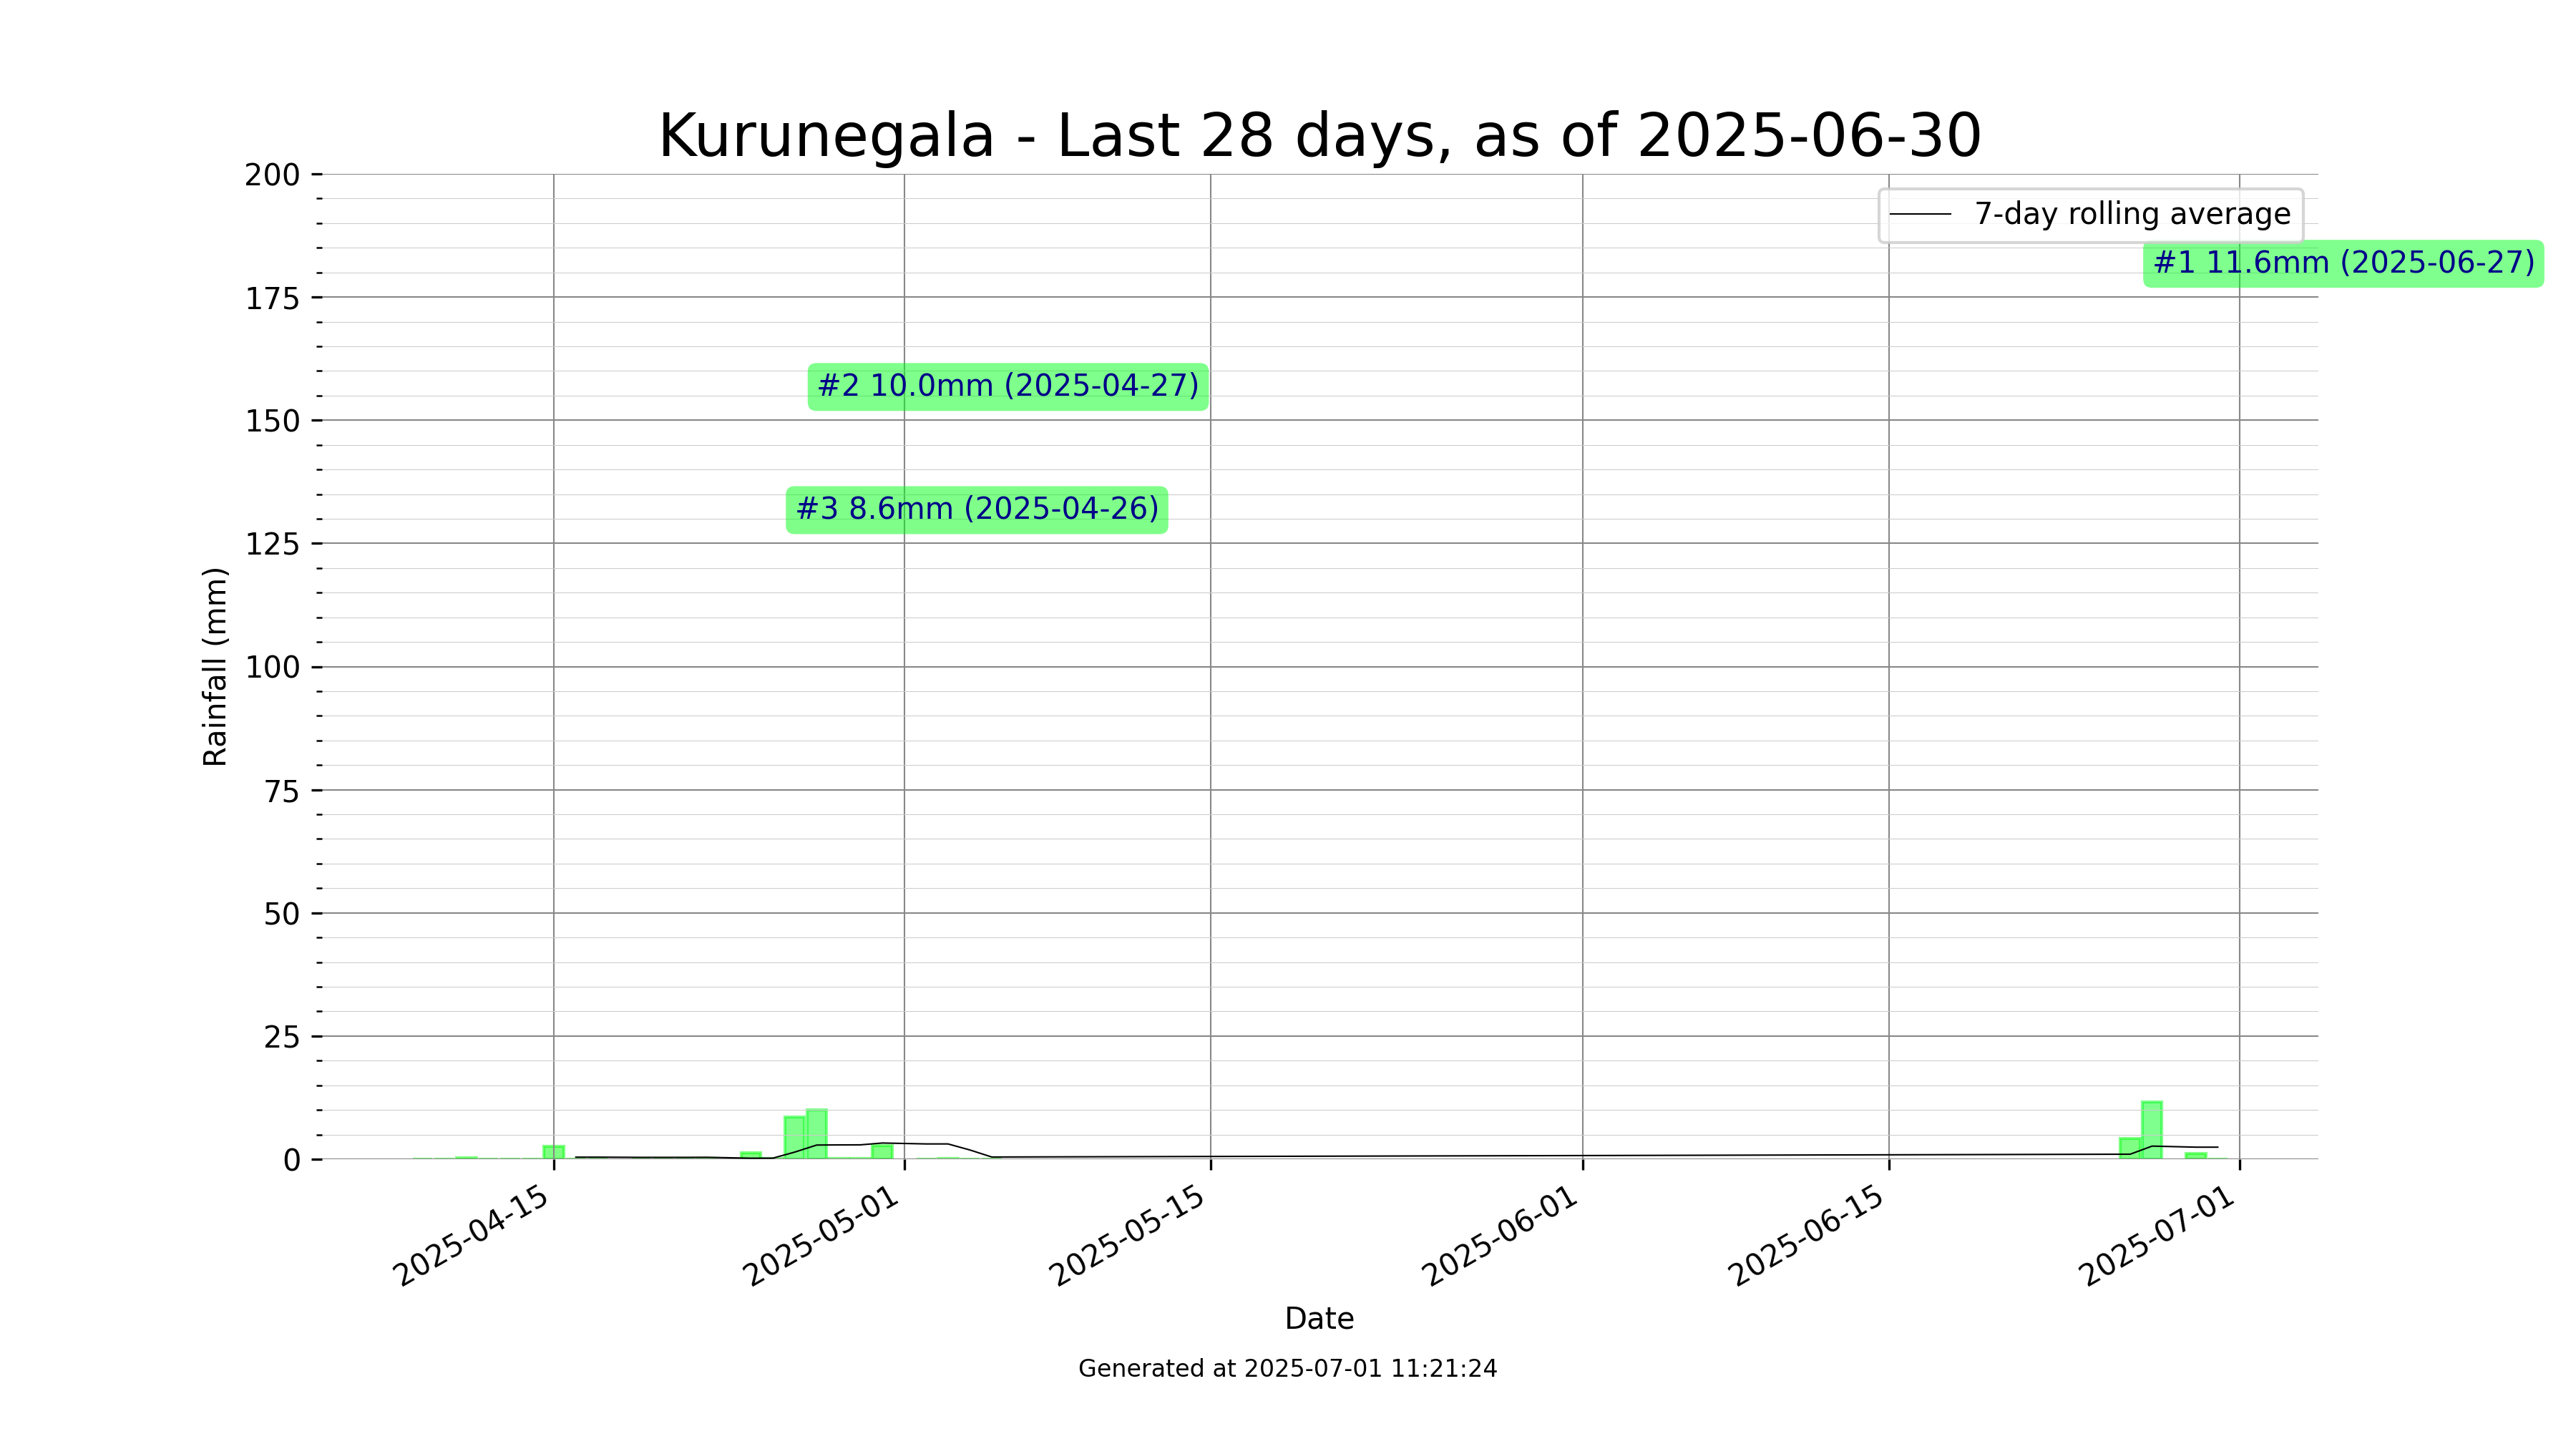 Kurunegala - Last 28 days, as of 2025-06-30
200
175
150
125
100
75
50
25
0
Rainfall (mm)
7-day rolling average
#1 11.6mm (2025-06-27)
#2 10.0mm (2025-04-27)
#3 8.6mm (2025-04-26)
2025-04-15
2025-05-01
2025-05-15
2025-06-01
2025-06-15
2025-07-01
Date
Generated at 2025-07-01 11:21:24